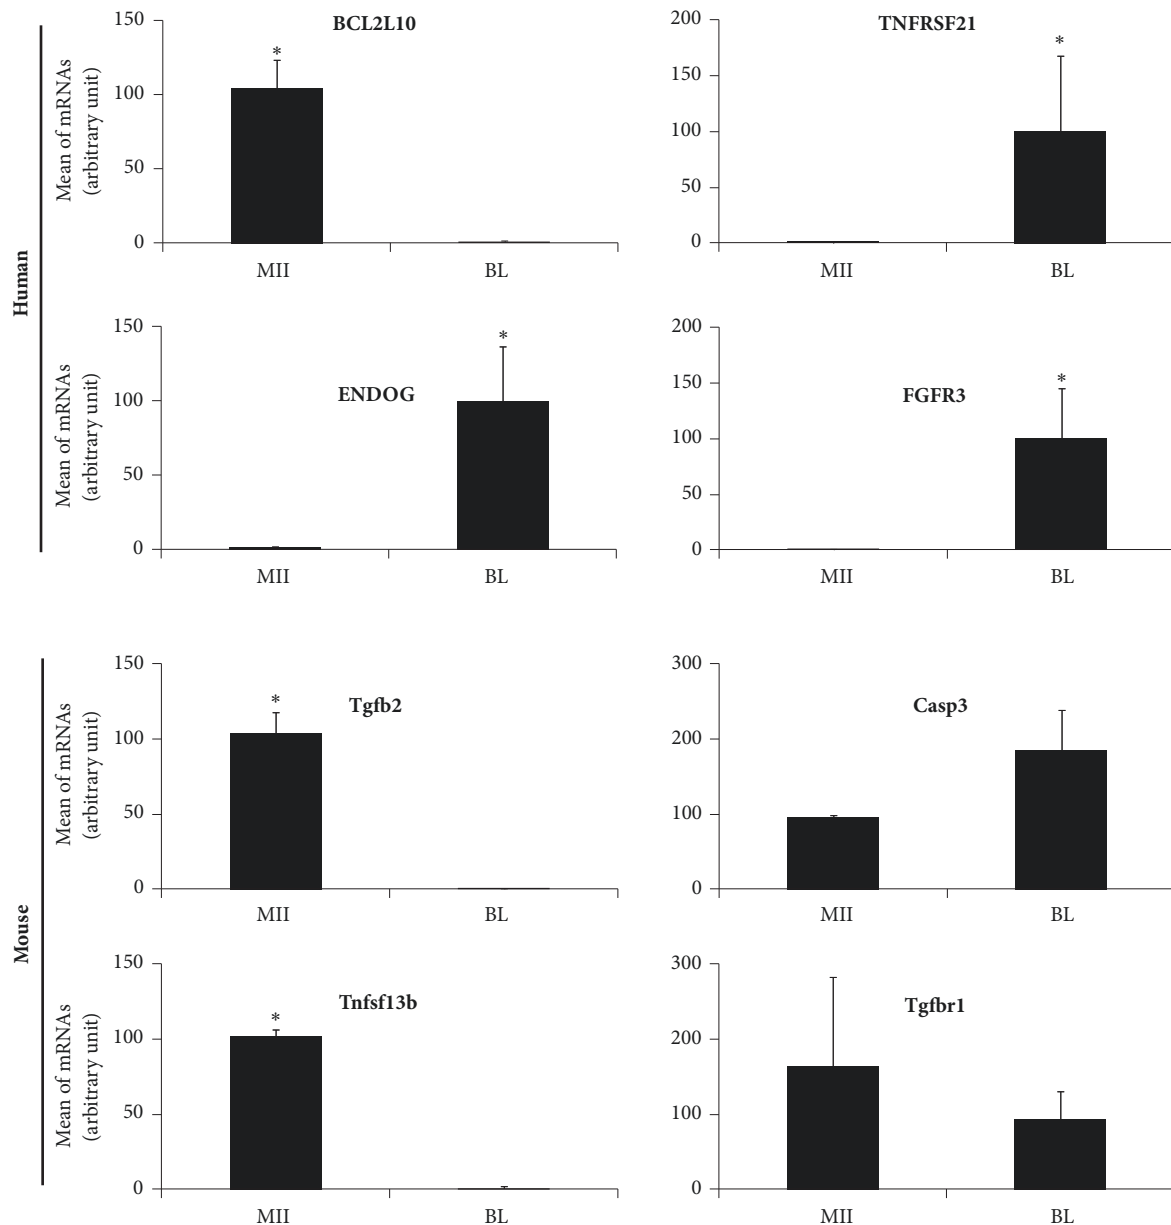 Human
Mean of mRNAs
(arbitrary unit)
BCL2L10
150
100
50
0
*
MII
BL
TNFRSF21
200
150
100
50
0
*
MII
BL
Mean of mRNAs
(arbitrary unit)
ENDOG
150
100
50
0
*
MII
BL
FGFR3
200
150
100
50
0
*
MII
BL
Mouse
Mean of mRNAs
(arbitrary unit)
Tgfb2
150
100
50
0
*
MII
BL
Casp3
300
200
100
0
MII
BL
Mean of mRNAs
(arbitrary unit)
Tnfsf13b
150
100
50
0
*
MII
BL
Tgfbr1
300
200
100
0
MII
BL